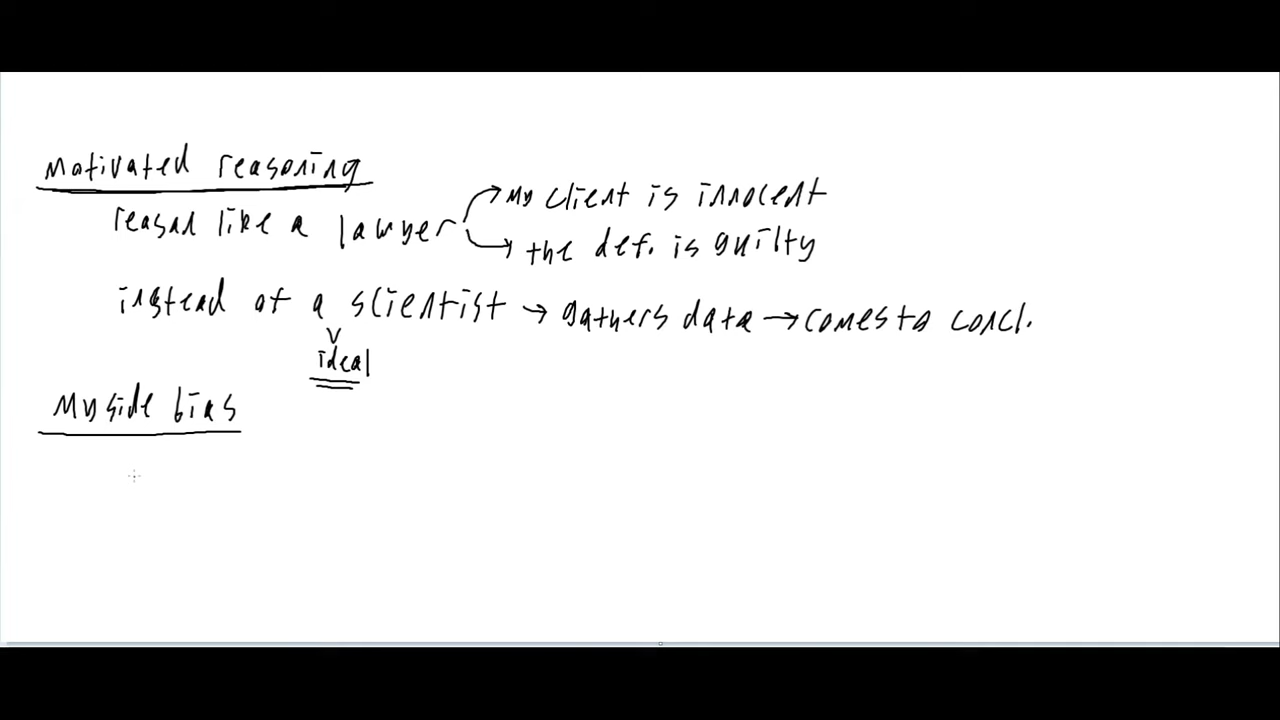 Motivated reasoning
reason like a lawyer → My client is innocent
→ the def. is guilty
instead of a scientist → gathers data → comes to concl.
ideal
Myside bias